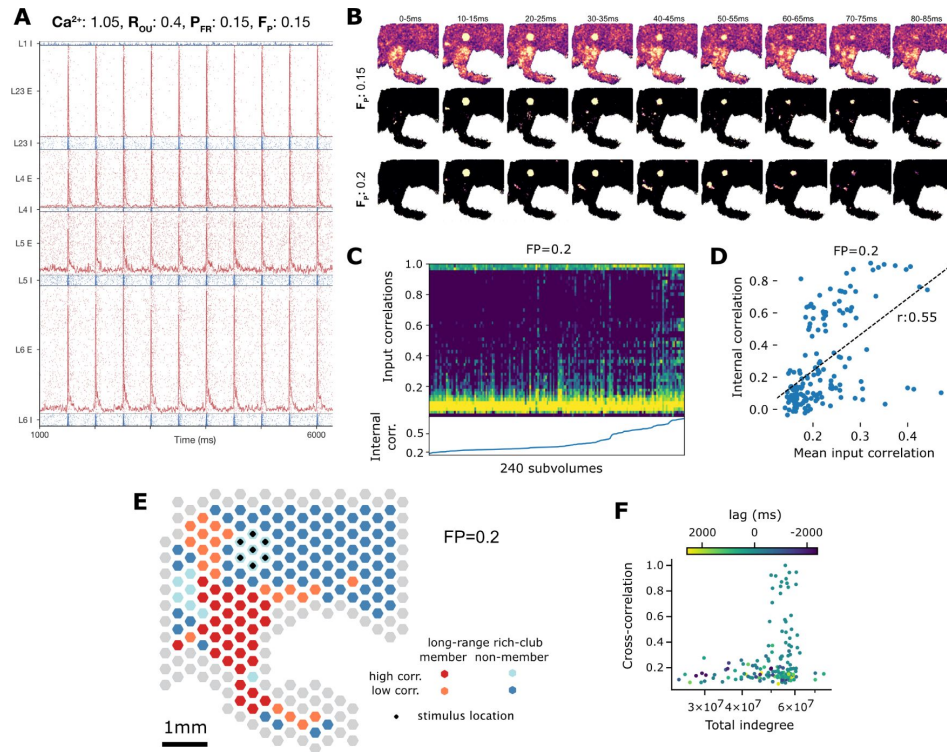 A
Ca²⁺: 1.05, R_OU: 0.4, P_FR: 0.15, F_P: 0.15
L1 I
L23 E
L23 I
L4 E
L4 I
L5 E
L5 I
L6 E
L6 I
1000
Time (ms)
6000
B
0-5ms 10-15ms 20-25ms 30-35ms 40-45ms 50-55ms 60-65ms 70-75ms 80-85ms
F_P: 0.15
F_P: 0.2
C
FP=0.2
Input correlations
1.0
0.8
0.6
0.4
0.2
Internal
corr.
0.5
0.2
240 subvolumes
D
FP=0.2
Internal correlations
1.0
0.8
0.6
0.4
0.2
0.0
r:0.55
0.2 0.3 0.4
Mean input correlation
E
FP=0.2
long-range rich-club
member non-member
high corr.
low corr.
stimulus location
1mm
F
lag (ms)
2000 0 -2000
Cross-correlation
1.0
0.8
0.6
0.4
0.2
3×10⁷ 4×10⁷ 6×10⁷
Total indegree